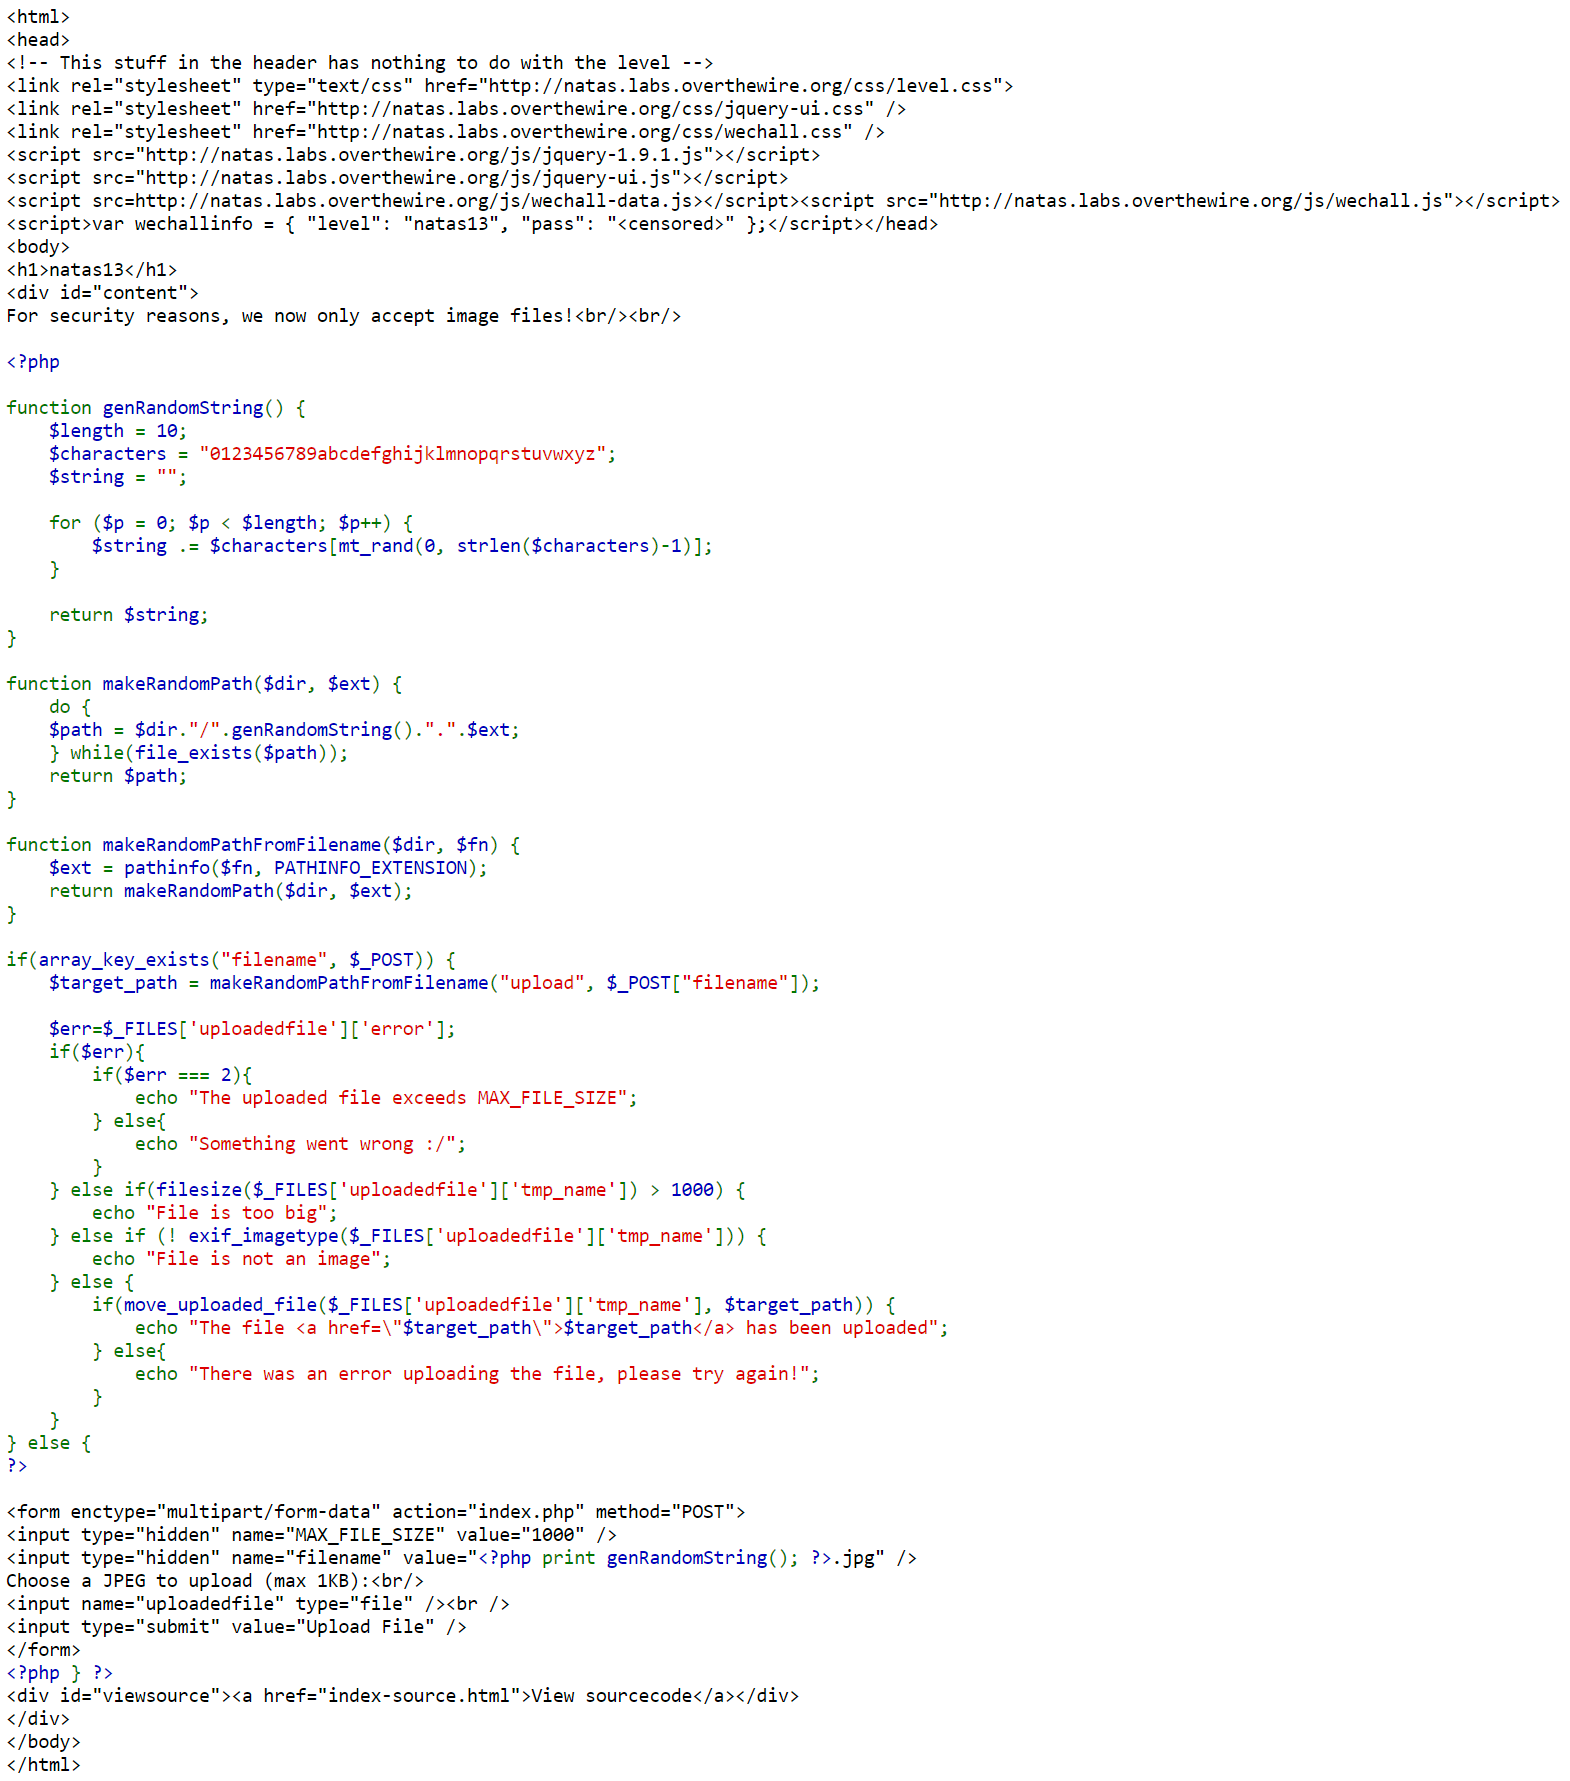 <html>
<head>
<!-- This stuff in the header has nothing to do with the level -->
<link rel="stylesheet" type="text/css" href="http://natas.labs.overthewire.org/css/level.css">
<link rel="stylesheet" href="http://natas.labs.overthewire.org/css/jquery-ui.css" />
<link rel="stylesheet" href="http://natas.labs.overthewire.org/css/wechall.css" />
<script src="http://natas.labs.overthewire.org/js/jquery-1.9.1.js"></script>
<script src="http://natas.labs.overthewire.org/js/jquery-ui.js"></script>
<script src=http://natas.labs.overthewire.org/js/wechall-data.js></script><script src="http://natas.labs.overthewire.org/js/wechall.js"></script>
<script>var wechallinfo = { "level": "natas13", "pass": "<censored>" };</script></head>
<body>
<h1>natas13</h1>
<div id="content">
For security reasons, we now only accept image files!<br/><br/>

<?php

function genRandomString() {
    $length = 10;
    $characters = "0123456789abcdefghijklmnopqrstuvwxyz";
    $string = "";

    for ($p = 0; $p < $length; $p++) {
        $string .= $characters[mt_rand(0, strlen($characters)-1)];
    }

    return $string;
}

function makeRandomPath($dir, $ext) {
    do {
    $path = $dir."/".genRandomString().".".$ext;
    } while(file_exists($path));
    return $path;
}

function makeRandomPathFromFilename($dir, $fn) {
    $ext = pathinfo($fn, PATHINFO_EXTENSION);
    return makeRandomPath($dir, $ext);
}

if(array_key_exists("filename", $_POST)) {
    $target_path = makeRandomPathFromFilename("upload", $_POST["filename"]);

    $err=$_FILES['uploadedfile']['error'];
    if($err){
        if($err === 2){
            echo "The uploaded file exceeds MAX_FILE_SIZE";
        } else{
            echo "Something went wrong :/";
        }
    } else if(filesize($_FILES['uploadedfile']['tmp_name']) > 1000) {
        echo "File is too big";
    } else if (! exif_imagetype($_FILES['uploadedfile']['tmp_name'])) {
        echo "File is not an image";
    } else {
        if(move_uploaded_file($_FILES['uploadedfile']['tmp_name'], $target_path)) {
            echo "The file <a href=\"$target_path\">$target_path</a> has been uploaded";
        } else{
            echo "There was an error uploading the file, please try again!";
        }
    }
} else {
?>

<form enctype="multipart/form-data" action="index.php" method="POST">
<input type="hidden" name="MAX_FILE_SIZE" value="1000" />
<input type="hidden" name="filename" value="<?php print genRandomString(); ?>.jpg" />
Choose a JPEG to upload (max 1KB):<br/>
<input name="uploadedfile" type="file" /><br />
<input type="submit" value="Upload File" />
</form>
<?php } ?>
<div id="viewsource"><a href="index-source.html">View sourcecode</a></div>
</div>
</body>
</html>